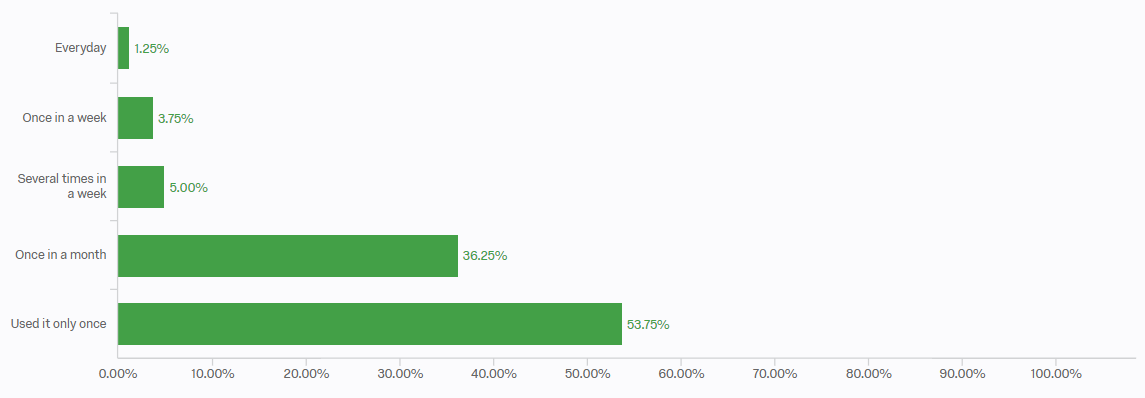 Everyday
1.25%
Once in a week
3.75%
Several times in
a week
5.00%
Once in a month
36.25%
Used it only once
53.75%
0.00% 10.00% 20.00% 30.00% 40.00% 50.00% 60.00% 70.00% 80.00% 90.00% 100.00%